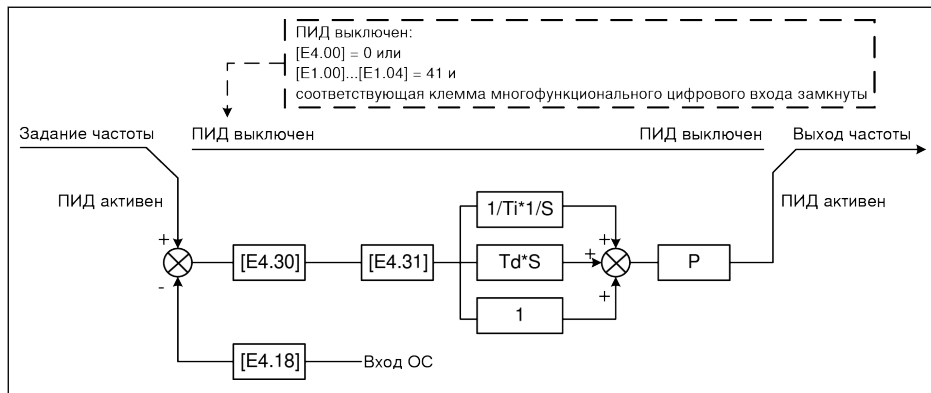 ПИД выключен:
[E4.00] = 0 или
[E1.00]...[E1.04] = 41 и
соответствующая клемма многофункционального цифрового входа замкнуты
Задание частоты
ПИД выключен
ПИД выключен
Выход частоты
ПИД активен
ПИД активен
1/Ti*1/S
+
+
[E4.30]
[E4.31]
Td*S
+
P
-
+
1
[E4.18]
Вход ОС